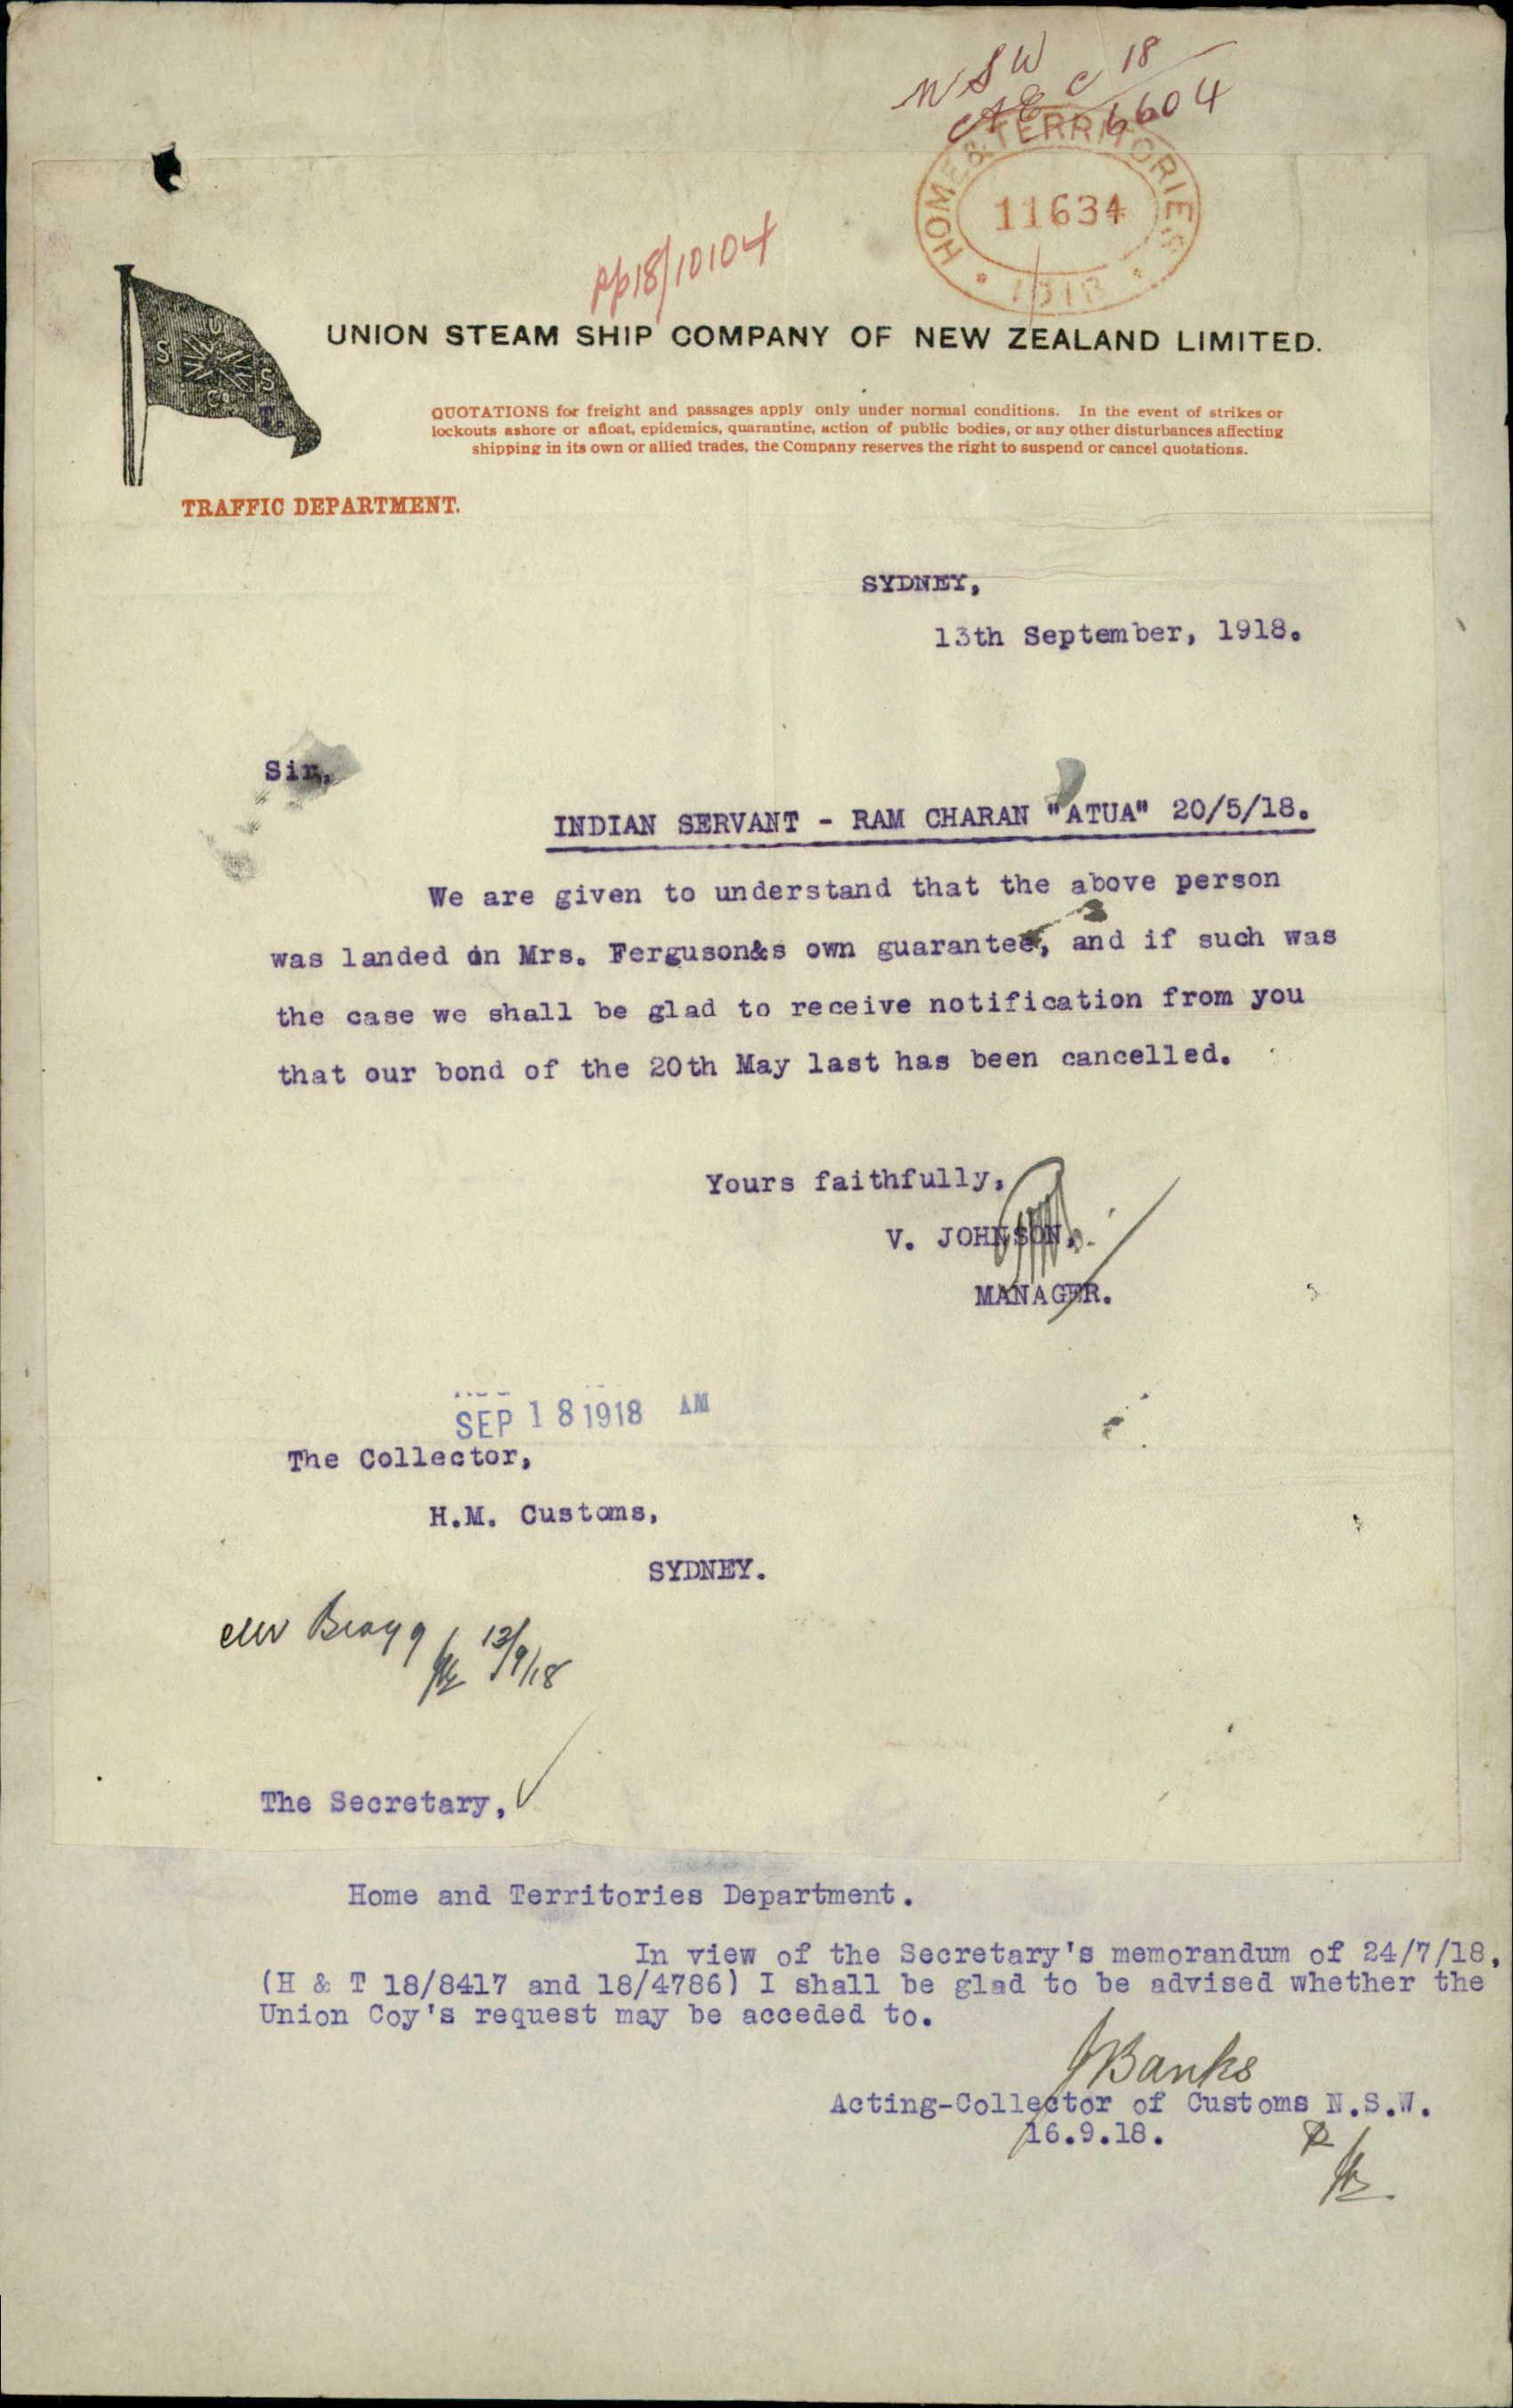 N S W C 18
6604
HOME & TERRITORIES
11634
1918
pp18/10104
U
S S
Co
UNION STEAM SHIP COMPANY OF NEW ZEALAND LIMITED.
QUOTATIONS for freight and passages apply only under normal conditions. In the event of strikes or
lockouts ashore or afloat, epidemics, quarantine, action of public bodies, or any other disturbances affecting
shipping in its own or allied trades, the Company reserves the right to suspend or cancel quotations.
TRAFFIC DEPARTMENT.
SYDNEY,
13th September, 1918.
Sir,
INDIAN SERVANT - RAM CHARAN "ATUA" 20/5/18.
We are given to understand that the above person
was landed on Mrs. Ferguson&s own guarantee, and if such was
the case we shall be glad to receive notification from you
that our bond of the 20th May last has been cancelled.
Yours faithfully,
V. JOHNSON,
MANAGER.
SEP 18 1918 AM
The Collector,
H.M. Customs,
SYDNEY.
Mr Bragg
13/9/18
The Secretary,
Home and Territories Department.
In view of the Secretary's memorandum of 24/7/18,
(H & T 18/8417 and 18/4786) I shall be glad to be advised whether the
Union Coy's request may be acceded to.
J Banks
Acting-Collector of Customs N.S.W.
16.9.18.